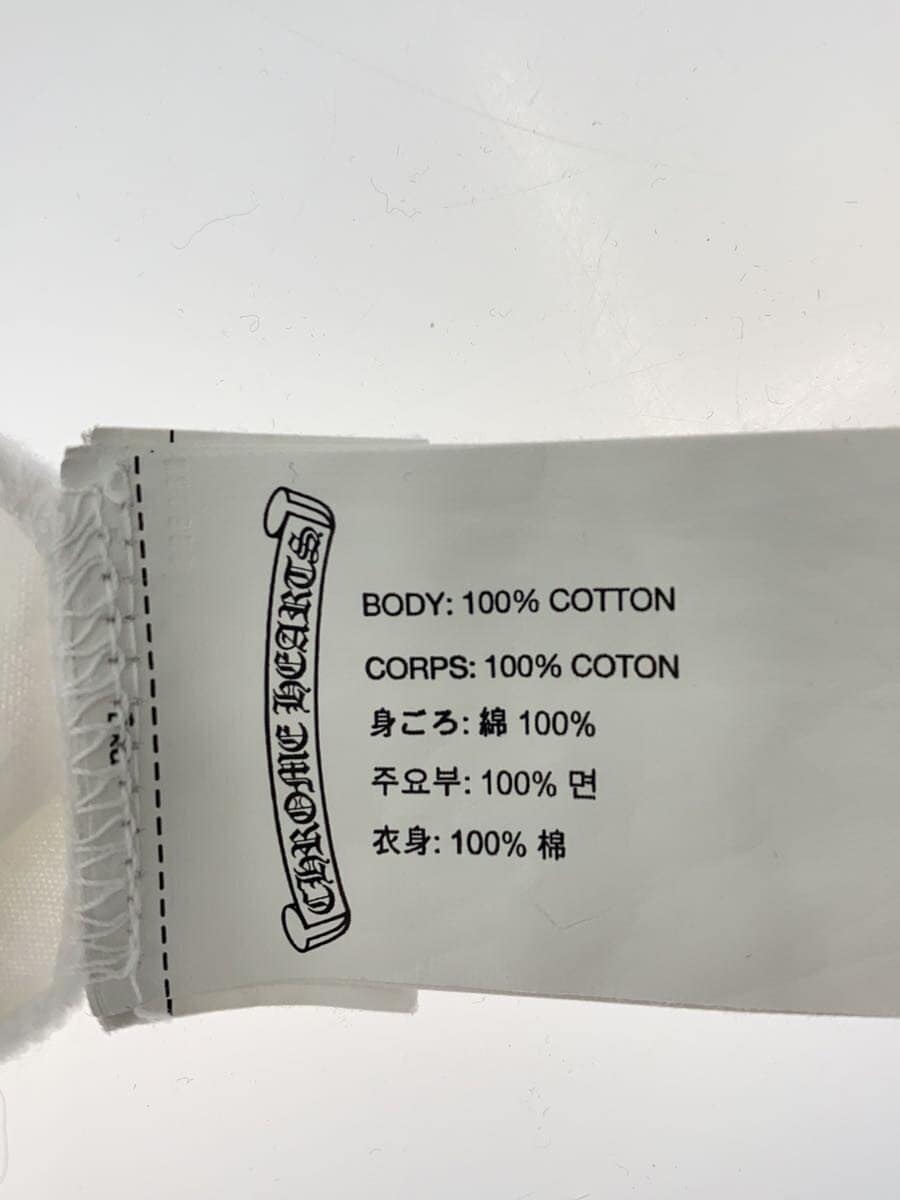 CHROME HEARTS
BODY: 100% COTTON
CORPS: 100% COTON
身ごろ: 綿 100%
주요부: 100% 면
衣身: 100% 棉